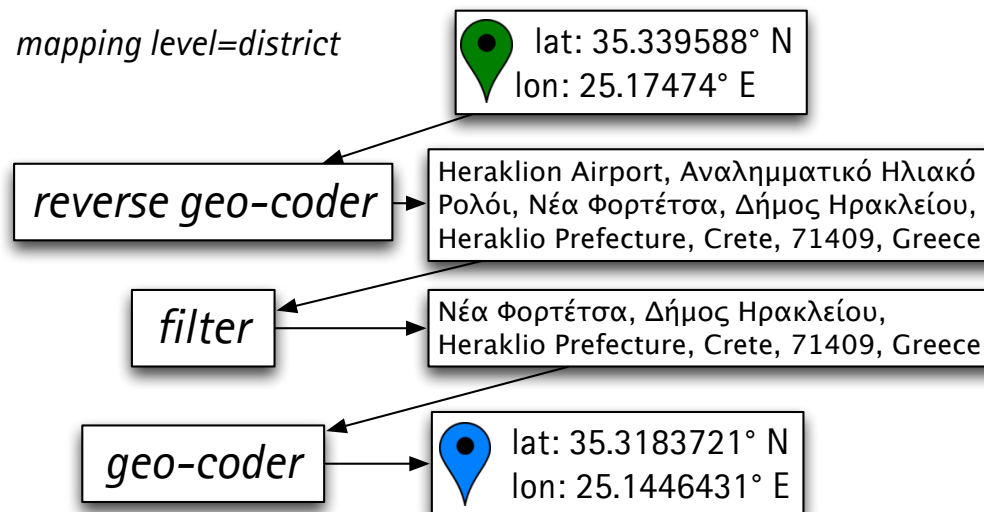 mapping level=district
lat: 35.339588° N
lon: 25.17474° E
reverse geo-coder
Heraklion Airport, Αναλημματικό Ηλιακό
Ρολόι, Νέα Φορτέτσα, Δήμος Ηρακλείου,
Heraklio Prefecture, Crete, 71409, Greece
filter
Νέα Φορτέτσα, Δήμος Ηρακλείου,
Heraklio Prefecture, Crete, 71409, Greece
geo-coder
lat: 35.3183721° N
lon: 25.1446431° E